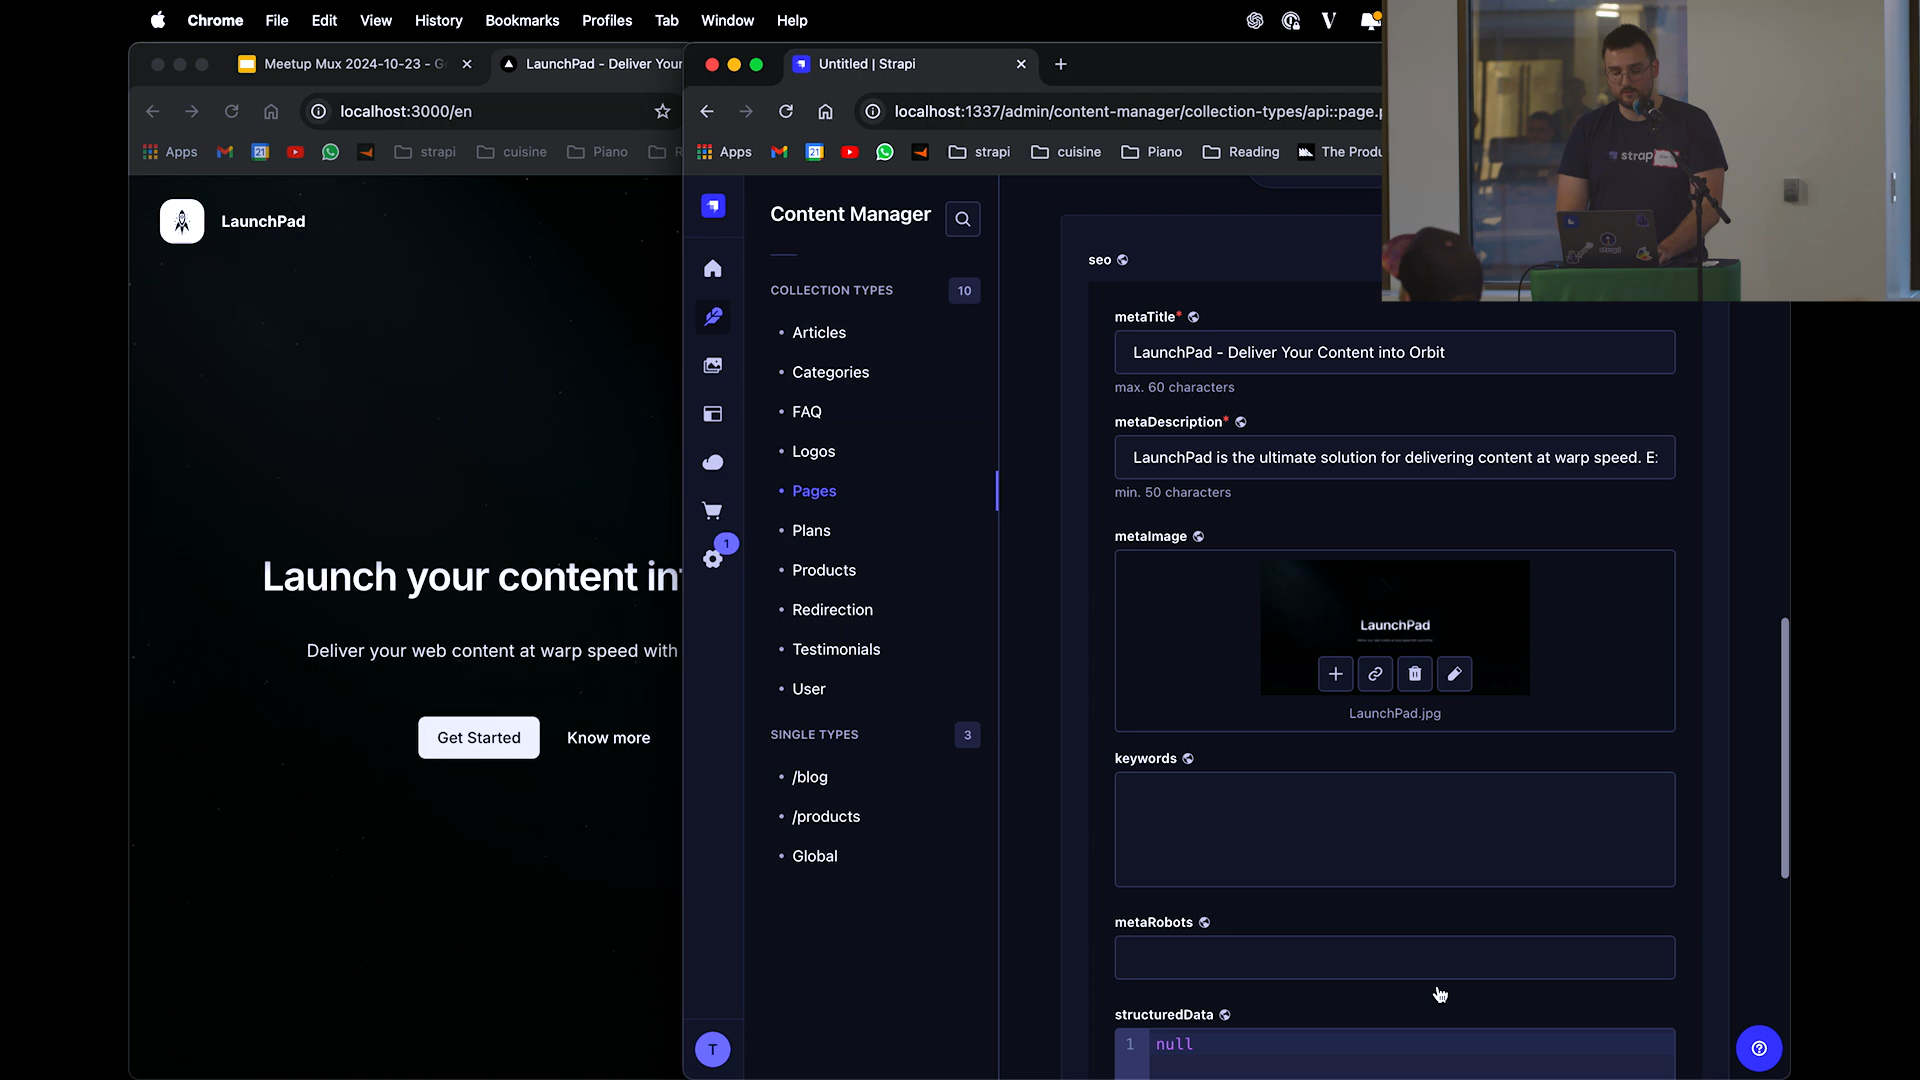 Chrome File Edit View History Bookmarks Profiles Tab Window Help
Meetup Mux 2024-10-23 - G
LaunchPad - Deliver Your
localhost:3000/en
Apps strapi cuisine Piano R
LaunchPad
Launch your content in
Deliver your web content at warp speed with
Get Started
Know more
Untitled | Strapi
localhost:1337/admin/content-manager/collection-types/api::page.p
Apps strapi cuisine Piano Reading The Produ
Content Manager
COLLECTION TYPES
10
Articles
Categories
FAQ
Logos
Pages
Plans
Products
Redirection
Testimonials
User
SINGLE TYPES
3
/blog
/products
Global
1
T
seo
metaTitle*
LaunchPad - Deliver Your Content into Orbit
max. 60 characters
metaDescription*
LaunchPad is the ultimate solution for delivering content at warp speed. E
min. 50 characters
metaImage
LaunchPad
LaunchPad.jpg
keywords
metaRobots
structuredData
1 null
strap
strapi